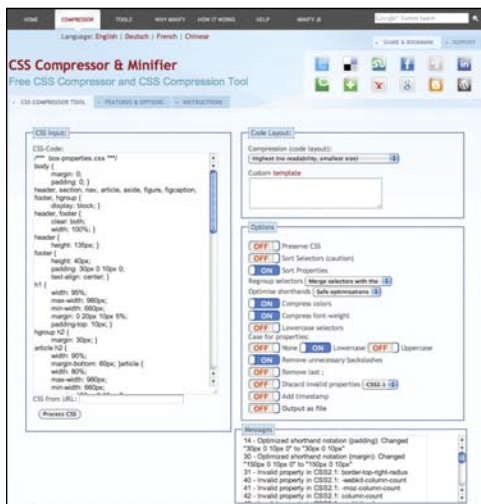 HOME COMPRESSOR TOOLS WHY MINIFY HOW IT WORKS HELP MINIFY JS
Google Custom Search
Language: English | Deutsch | French | Chinese
SHARE & BOOKMARK SUPPORT
CSS Compressor & Minifier
Free CSS Compressor and CSS Compression Tool
CSS COMPRESSOR TOOL FEATURES & OPTIONS INSTRUCTIONS
CSS Input:
CSS-Code:
/*** box-properties.css ***/
body {
margin: 0;
padding: 0; }
header, section, nav, article, aside, figure, figcaption,
footer, hgroup {
display: block; }
header, footer {
clear: both;
width: 100%; }
header {
height: 135px; }
footer {
height: 40px;
padding: 30px 0 10px 0;
text-align: center; }
h1 {
width: 95%;
max-width: 980px;
min-width: 660px;
margin: 0 20px 10px 5%;
padding-top: 10px; }
hgroup h2 {
margin: 30px; }
article h2 {
width: 95%;
margin-bottom: 60px; }article {
width: 80%;
max-width: 980px;
min-width: 660px;
CSS from URL:
Process CSS
Code Layout:
Compression (code layout):
Highest (no readability, smallest size)
Custom template
Options
OFF Preserve CSS
OFF Sort Selectors (caution)
ON Sort Properties
Regroup selectors Merge selectors with the
Optimise shorthands Safe optimisations
ON Compress colors
ON Compress font-weight
OFF Lowercase selectors
Case for properties:
OFF None ON Lowercase OFF Uppercase
ON Remove unnecessary backslashes
OFF Remove last ;
OFF Discard invalid properties CSS2.1
OFF Add timestamp
OFF Output as file
Messages
14 - Optimized shorthand notation (padding): Changed
"30px 0 10px 0" to "30px 0 10px"
30 - Optimized shorthand notation (margin): Changed
"150px 0 10px 0" to "150px 0 10px"
31 - Invalid property in CSS2.1: border-top-right-radius
40 - Invalid property in CSS2.1: -webkit-column-count
41 - Invalid property in CSS2.1: -moz-column-count
42 - Invalid property in CSS2.1: column-count